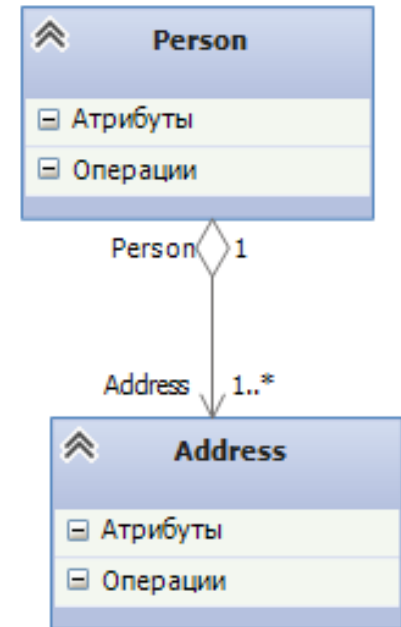 Person
Атрибуты
Операции
Person 1
Address 1..*
Address
Атрибуты
Операции